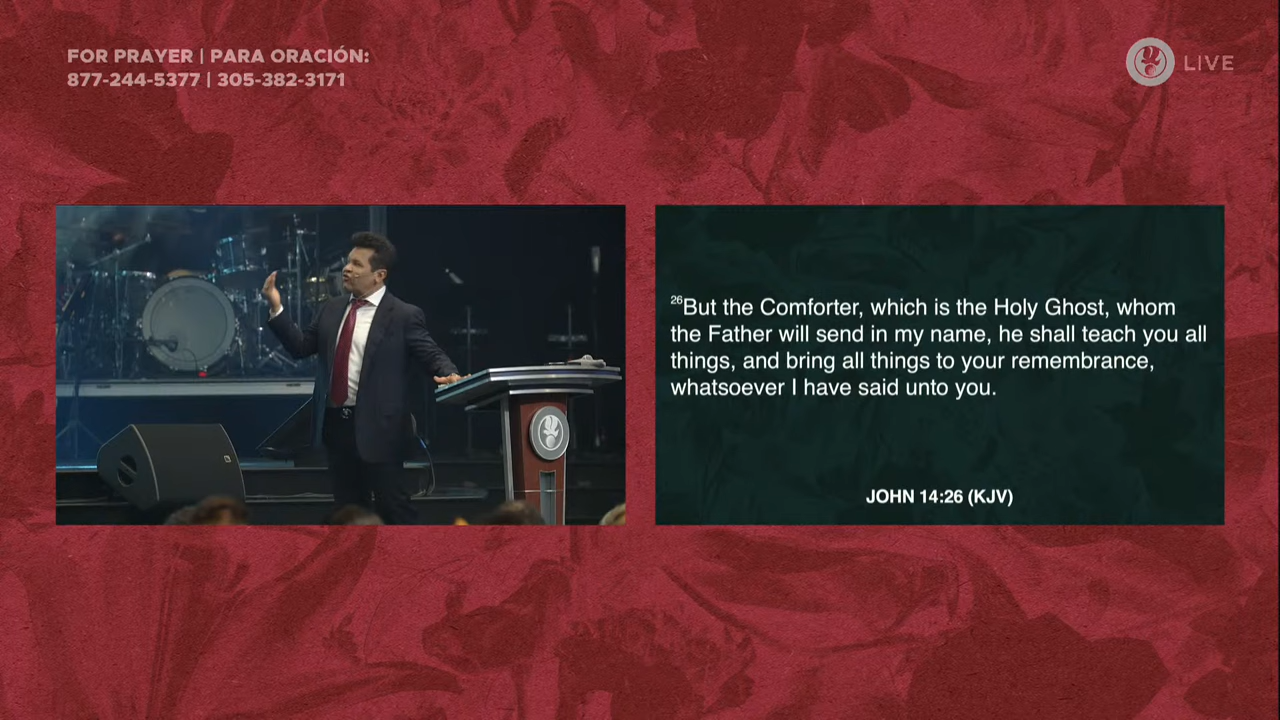 FOR PRAYER | PARA ORACIÓN:
877-244-5377 | 305-382-3171
LIVE
26But the Comforter, which is the Holy Ghost, whom
the Father will send in my name, he shall teach you all
things, and bring all things to your remembrance,
whatsoever I have said unto you.
JOHN 14:26 (KJV)